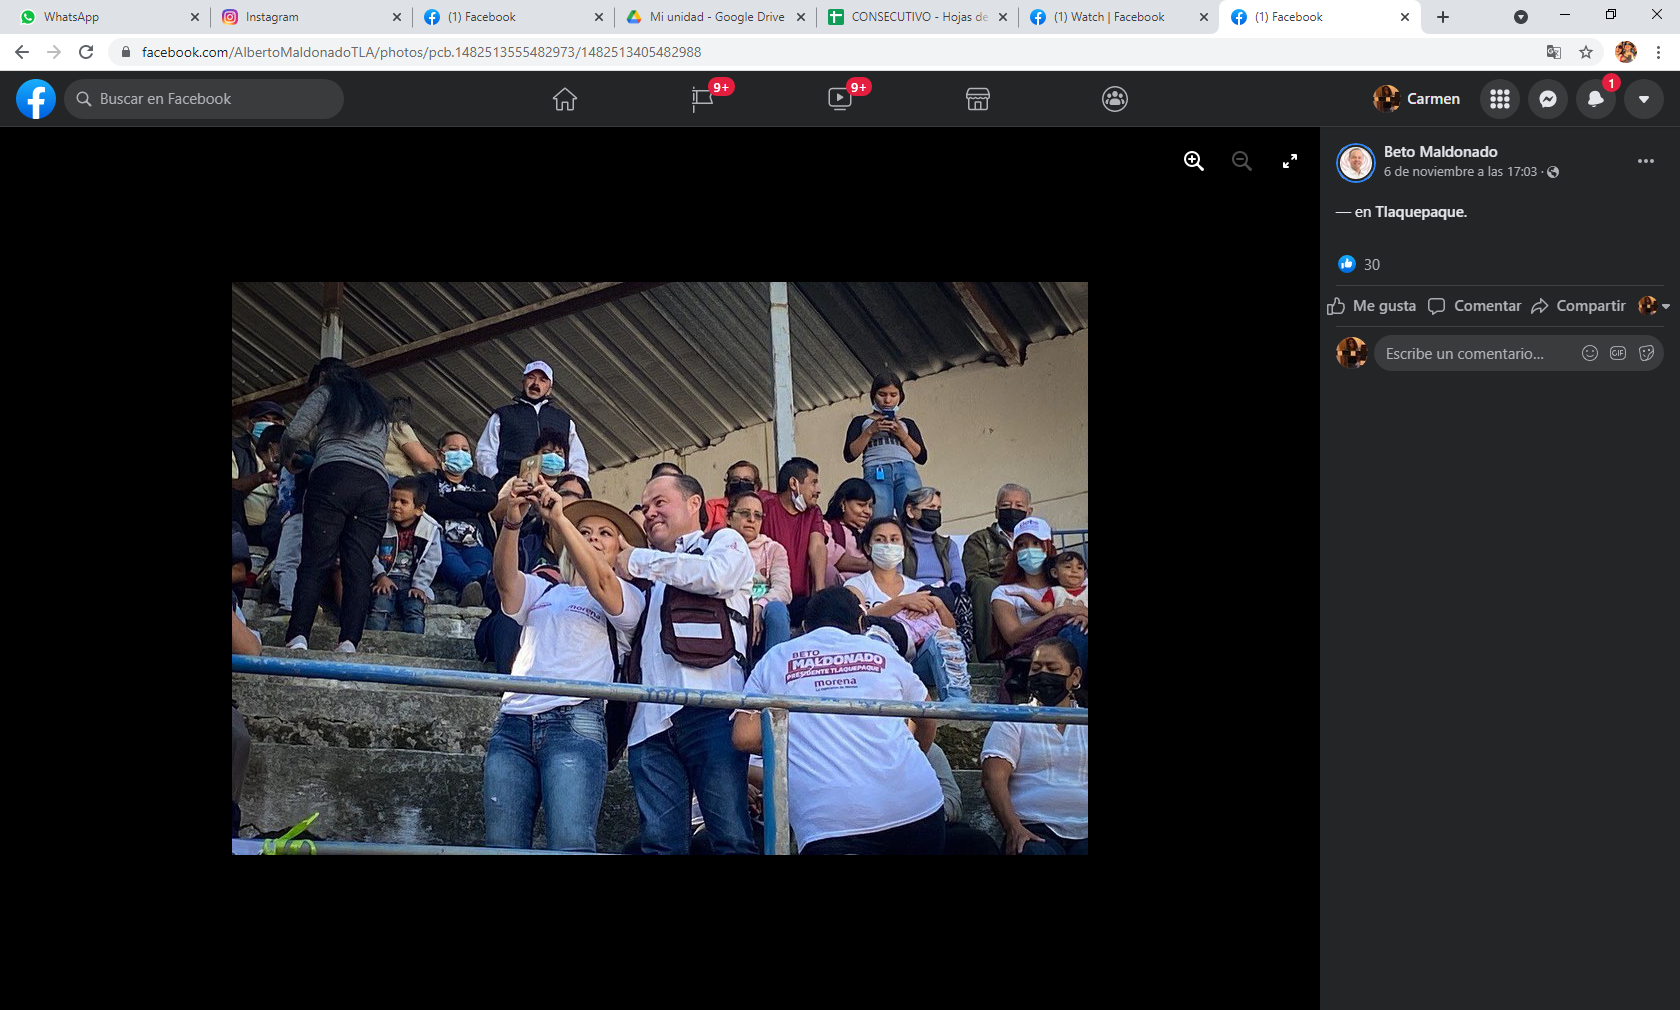 WhatsApp
Instagram
(1) Facebook
Mi unidad - Google Drive
CONSECUTIVO - Hojas de
(1) Watch | Facebook
(1) Facebook
facebook.com/AlbertoMaldonadoTLA/photos/pcb.1482513555482973/1482513405482988
Buscar en Facebook
9+
9+
Carmen
1
Beto Maldonado
6 de noviembre a las 17:03 ·
— en Tlaquepaque.
30
Me gusta
Comentar
Compartir
Escribe un comentario...
GIF
morena
BETO
MALDONADO
PRESIDENTE TLAQUEPAQUE
morena